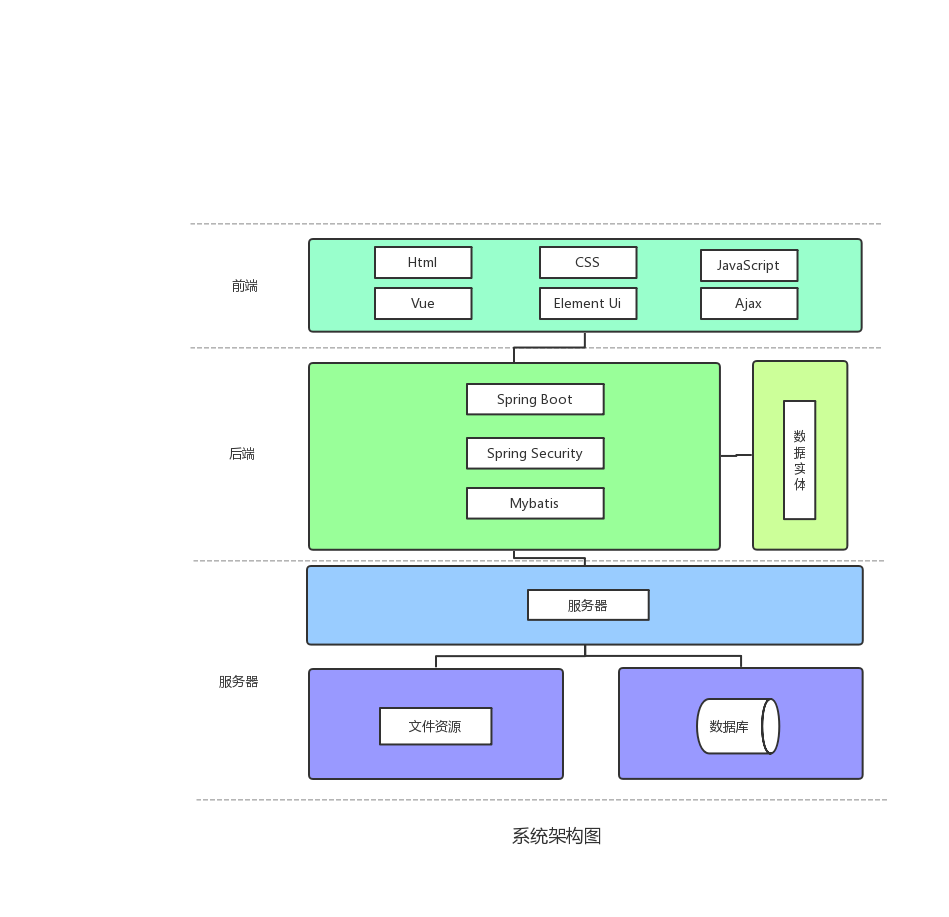 前端
Html
CSS
JavaScript
Vue
Element Ui
Ajax
后端
Spring Boot
Spring Security
Mybatis
数
据
实
体
服务器
服务器
文件资源
数据库
系统架构图